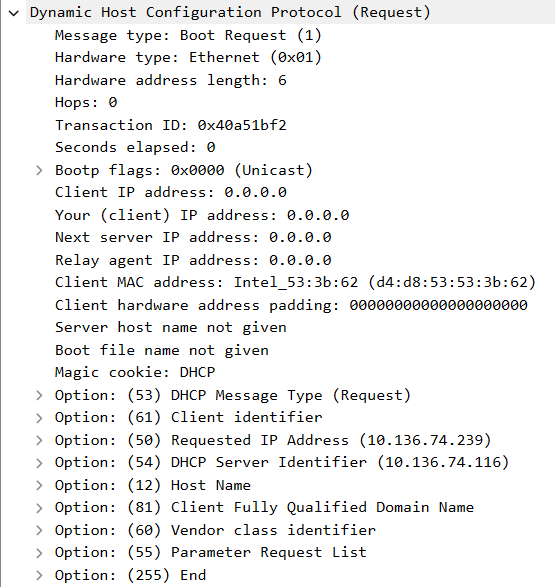 Dynamic Host Configuration Protocol (Request)
Message type: Boot Request (1)
Hardware type: Ethernet (0x01)
Hardware address length: 6
Hops: 0
Transaction ID: 0x40a51bf2
Seconds elapsed: 0
Bootp flags: 0x0000 (Unicast)
Client IP address: 0.0.0.0
Your (client) IP address: 0.0.0.0
Next server IP address: 0.0.0.0
Relay agent IP address: 0.0.0.0
Client MAC address: Intel_53:3b:62 (d4:d8:53:53:3b:62)
Client hardware address padding: 00000000000000000000
Server host name not given
Boot file name not given
Magic cookie: DHCP
Option: (53) DHCP Message Type (Request)
Option: (61) Client identifier
Option: (50) Requested IP Address (10.136.74.239)
Option: (54) DHCP Server Identifier (10.136.74.116)
Option: (12) Host Name
Option: (81) Client Fully Qualified Domain Name
Option: (60) Vendor class identifier
Option: (55) Parameter Request List
Option: (255) End